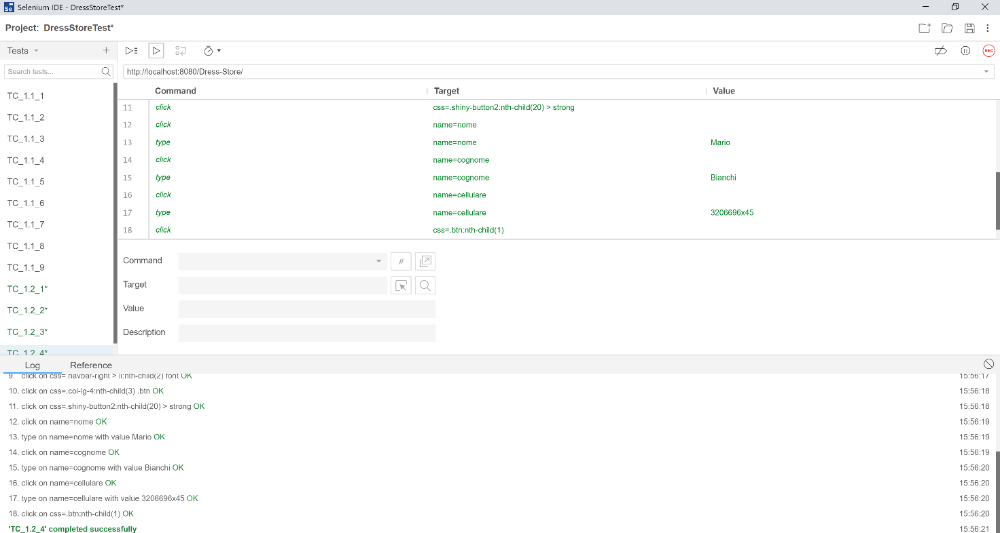 Selenium IDE - DressStoreTest*
Project: DressStoreTest*
Tests
Search tests...
TC_1.1_1
TC_1.1_2
TC_1.1_3
TC_1.1_4
TC_1.1_5
TC_1.1_6
TC_1.1_7
TC_1.1_8
TC_1.1_9
TC_1.2_1*
TC_1.2_2*
TC_1.2_3*
TC_1.2_4*
REC
http://localhost:8080/Dress-Store/
Command Target Value
11 click css=.shiny-button2:nth-child(20) > strong
12 click name=nome
13 type name=nome Mario
14 click name=cognome
15 type name=cognome Bianchi
16 click name=cellulare
17 type name=cellulare 3206696x45
18 click css=.btn:nth-child(1)
Command //
Target
Value
Description
Log Reference
9. click on css=.navbar-right > li:nth-child(2) font OK 15:56:17
10. click on css=.col-lg-4:nth-child(3) .btn OK 15:56:18
11. click on css=.shiny-button2:nth-child(20) > strong OK 15:56:18
12. click on name=nome OK 15:56:19
13. type on name=nome with value Mario OK 15:56:19
14. click on name=cognome OK 15:56:19
15. type on name=cognome with value Bianchi OK 15:56:20
16. click on name=cellulare OK 15:56:20
17. type on name=cellulare with value 3206696x45 OK 15:56:20
18. click on css=.btn:nth-child(1) OK 15:56:20
'TC_1.2_4' completed successfully 15:56:21